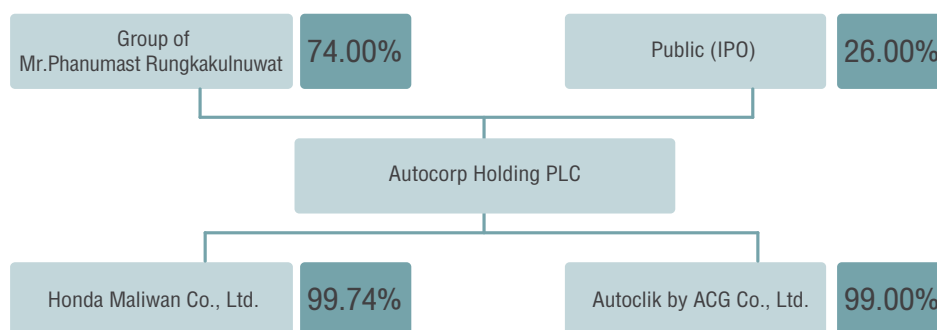 Group of
Mr.Phanumast Rungkakulnuwat
74.00%
Public (IPO)
26.00%
Autocorp Holding PLC
Honda Maliwan Co., Ltd.
99.74%
Autoclik by ACG Co., Ltd.
99.00%